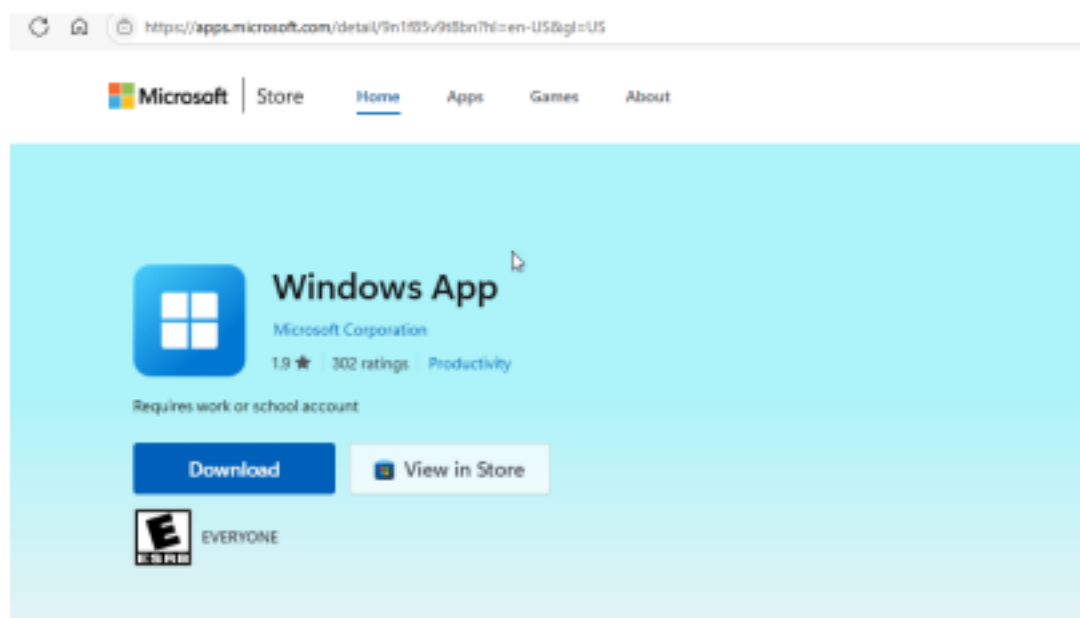 https://apps.microsoft.com/detail/9n1f85v9t8bn?hl=en-US&gl=US
Microsoft Store Home Apps Games About
Windows App
Microsoft Corporation
1.9 ★ 302 ratings Productivity
Requires work or school account
Download View in Store
E EVERYONE
ESRB